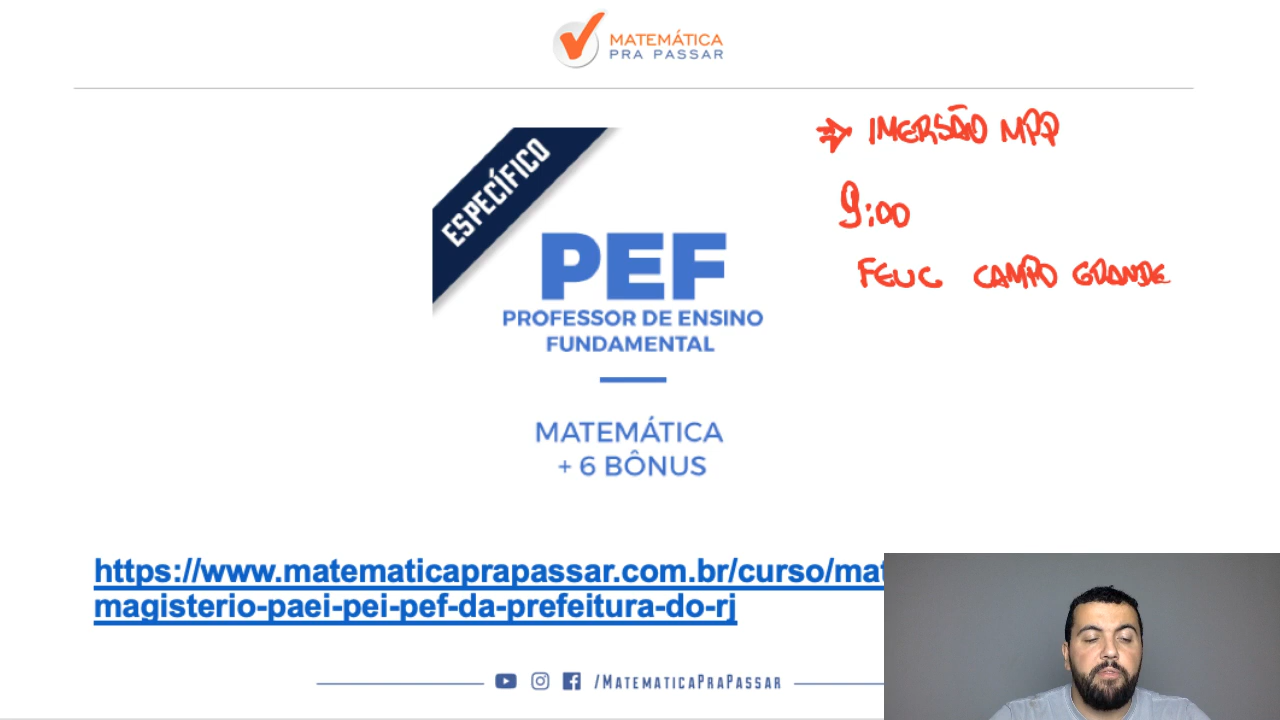 MATEMÁTICA
PRA PASSAR
⇒ IMERSÃO MPP
9:00
FEUC CAMPO GRANDE
ESPECÍFICO
PEF
PROFESSOR DE ENSINO
FUNDAMENTAL
MATEMÁTICA
+ 6 BÔNUS
https://www.matematicaprapassar.com.br/curso/mat
magisterio-paei-pei-pef-da-prefeitura-do-rj
/MATEMATICAPRAPASSAR